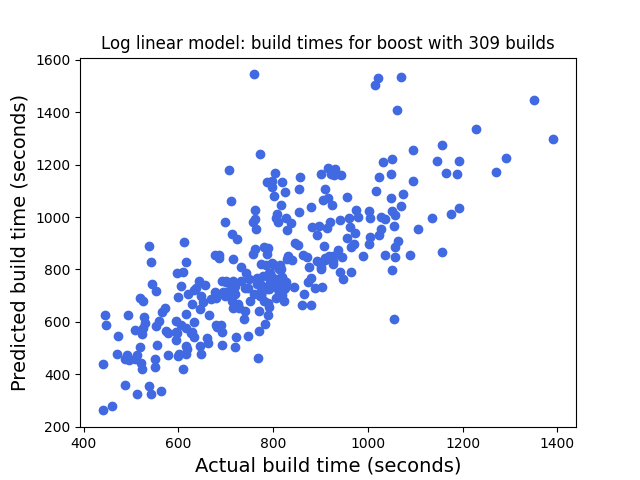 Log linear model: build times for boost with 309 builds
Predicted build time (seconds)
1600
1400
1200
1000
800
600
400
200
400 600 800 1000 1200 1400
Actual build time (seconds)